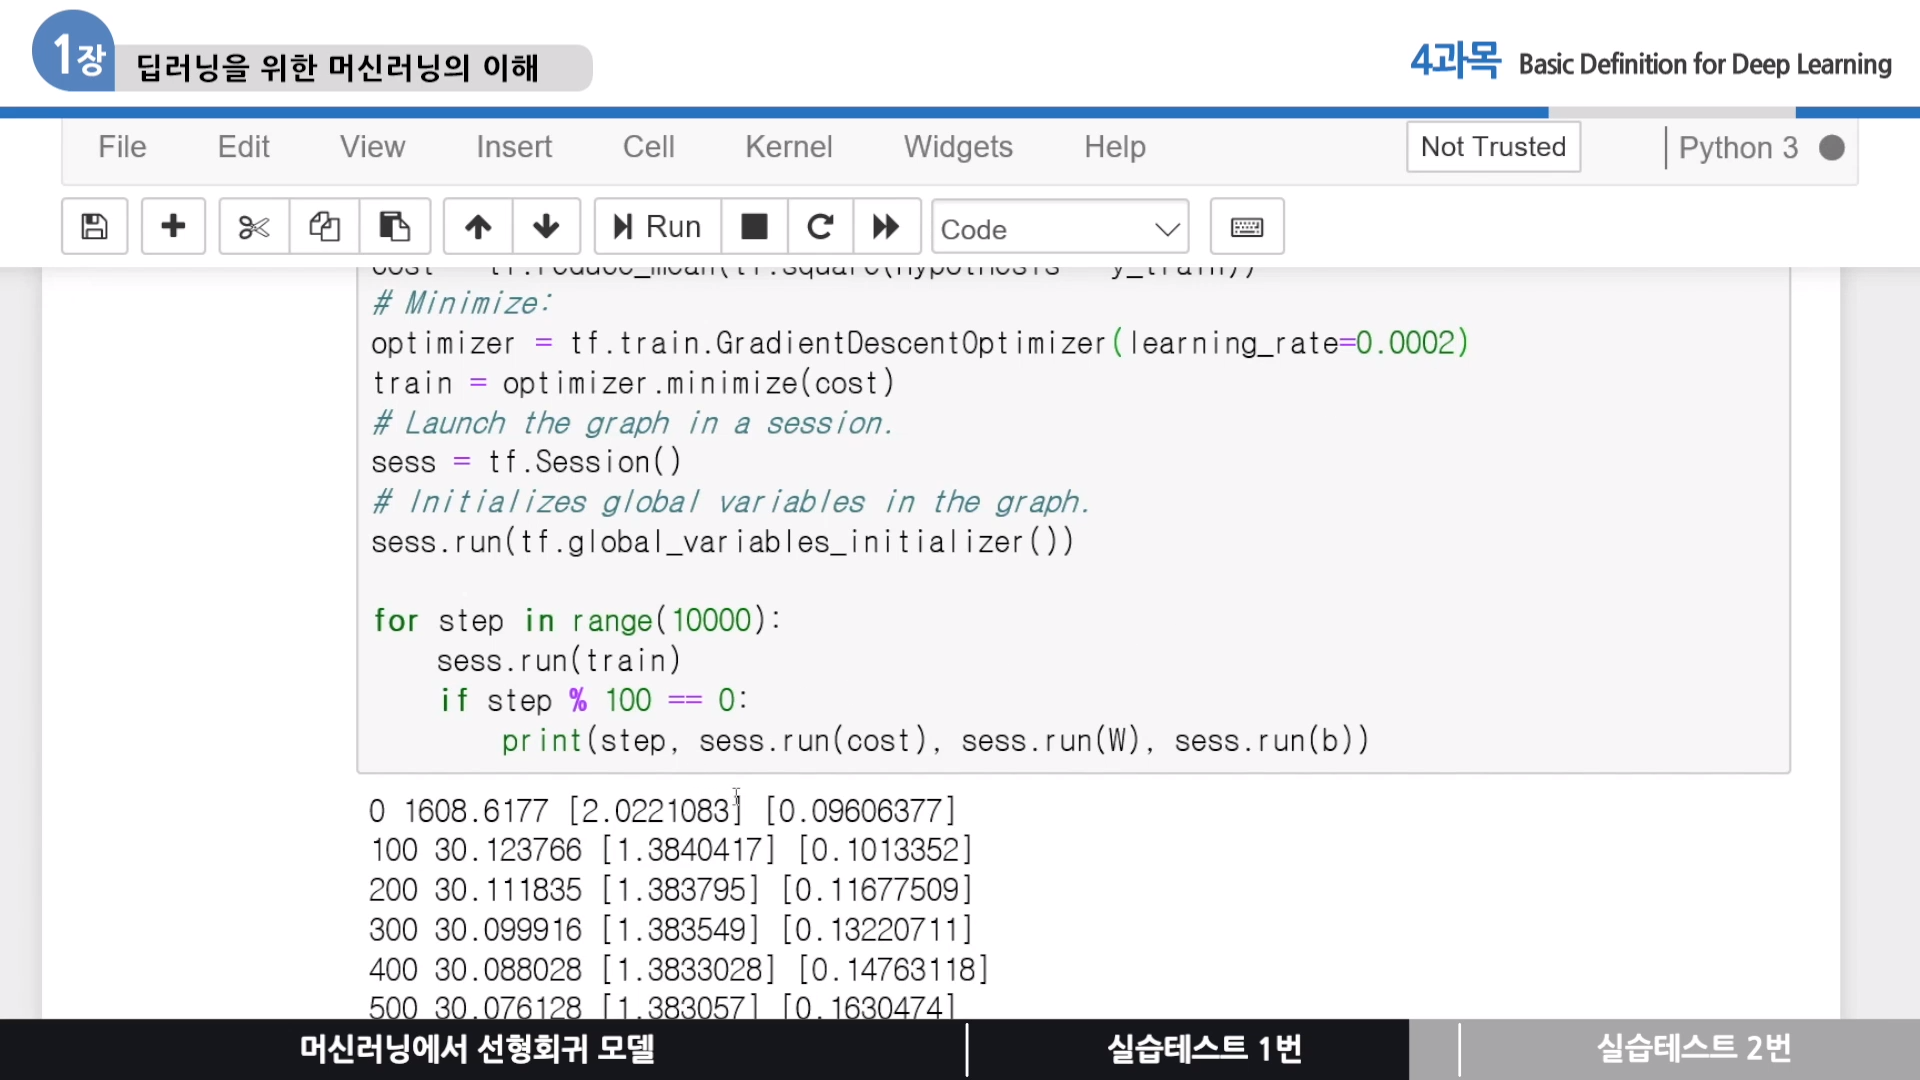 1장
딥러닝을 위한 머신러닝의 이해
4과목 Basic Definition for Deep Learning
File Edit View Insert Cell Kernel Widgets Help Not Trusted Python 3
Run Code
cost = tf.reduce_mean(tf.square(hypothesis - y_train))
# Minimize:
optimizer = tf.train.GradientDescentOptimizer(learning_rate=0.0002)
train = optimizer.minimize(cost)
# Launch the graph in a session.
sess = tf.Session()
# Initializes global variables in the graph.
sess.run(tf.global_variables_initializer())
for step in range(10000):
sess.run(train)
if step % 100 == 0:
print(step, sess.run(cost), sess.run(W), sess.run(b))
0 1608.6177 [2.0221083] [0.09606377]
100 30.123766 [1.3840417] [0.1013352]
200 30.111835 [1.383795] [0.11677509]
300 30.099916 [1.383549] [0.13220711]
400 30.088028 [1.3833028] [0.14763118]
500 30.076128 [1.383057] [0.1630474]
머신러닝에서 선형회귀 모델
실습테스트 1번
실습테스트 2번